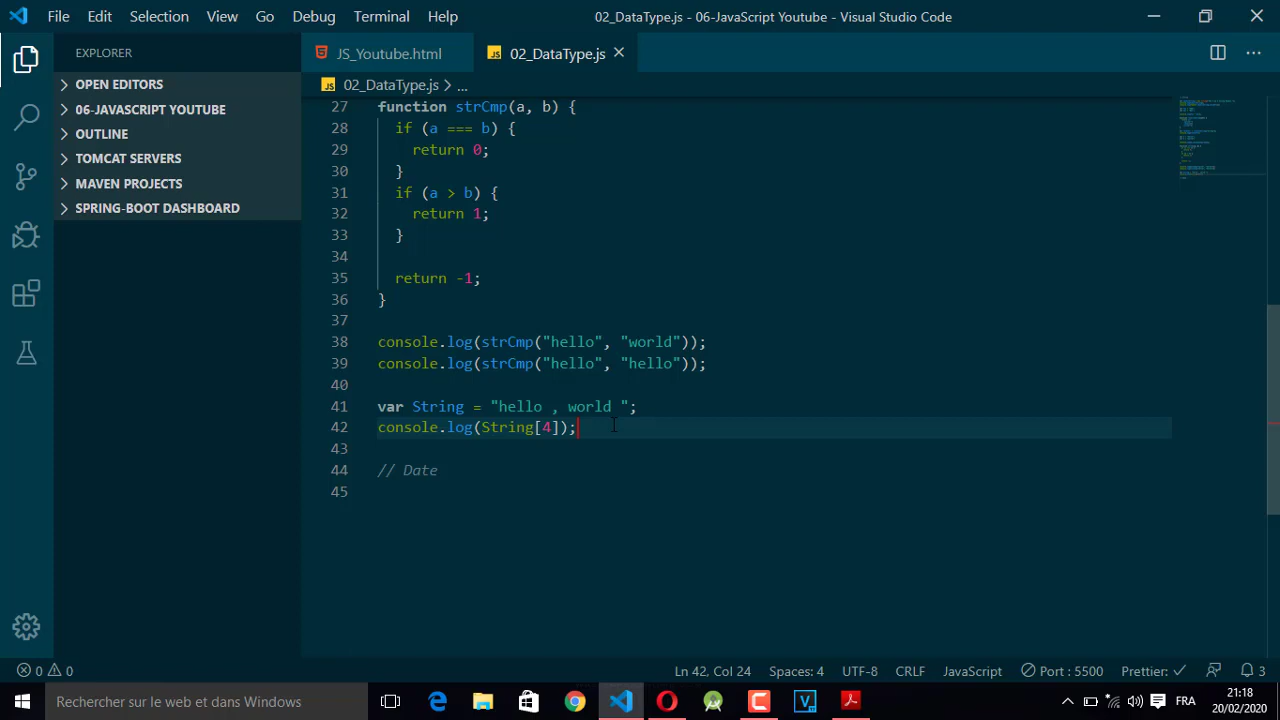 File Edit Selection View Go Debug Terminal Help 02_DataType.js - 06-JavaScript Youtube - Visual Studio Code
EXPLORER
OPEN EDITORS
06-JAVASCRIPT YOUTUBE
OUTLINE
TOMCAT SERVERS
MAVEN PROJECTS
SPRING-BOOT DASHBOARD
JS_Youtube.html JS 02_DataType.js
JS 02_DataType.js > ...
27 function strCmp(a, b) {
28 if (a === b) {
29 return 0;
30 }
31 if (a > b) {
32 return 1;
33 }
34
35 return -1;
36 }
37
38 console.log(strCmp("hello", "world"));
39 console.log(strCmp("hello", "hello"));
40
41 var String = "hello , world ";
42 console.log(String[4]);
43
44 // Date
45
0 0 Ln 42, Col 24 Spaces: 4 UTF-8 CRLF JavaScript Port : 5500 Prettier: 3
Rechercher sur le web et dans Windows FRA 21:18
20/02/2020